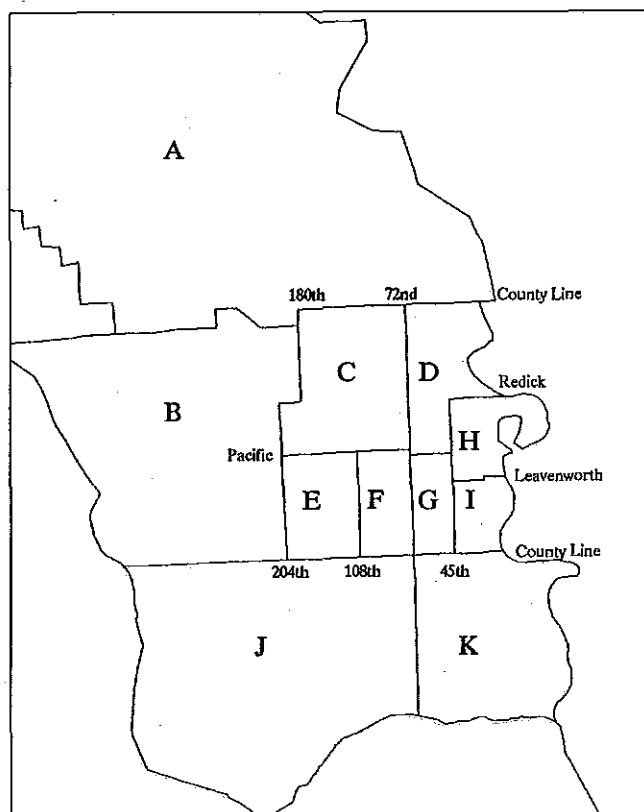 A
180th 72nd County Line
C D
B Redick
H
Pacific
Leavenworth
E F G I
County Line
204th 108th 45th
J K